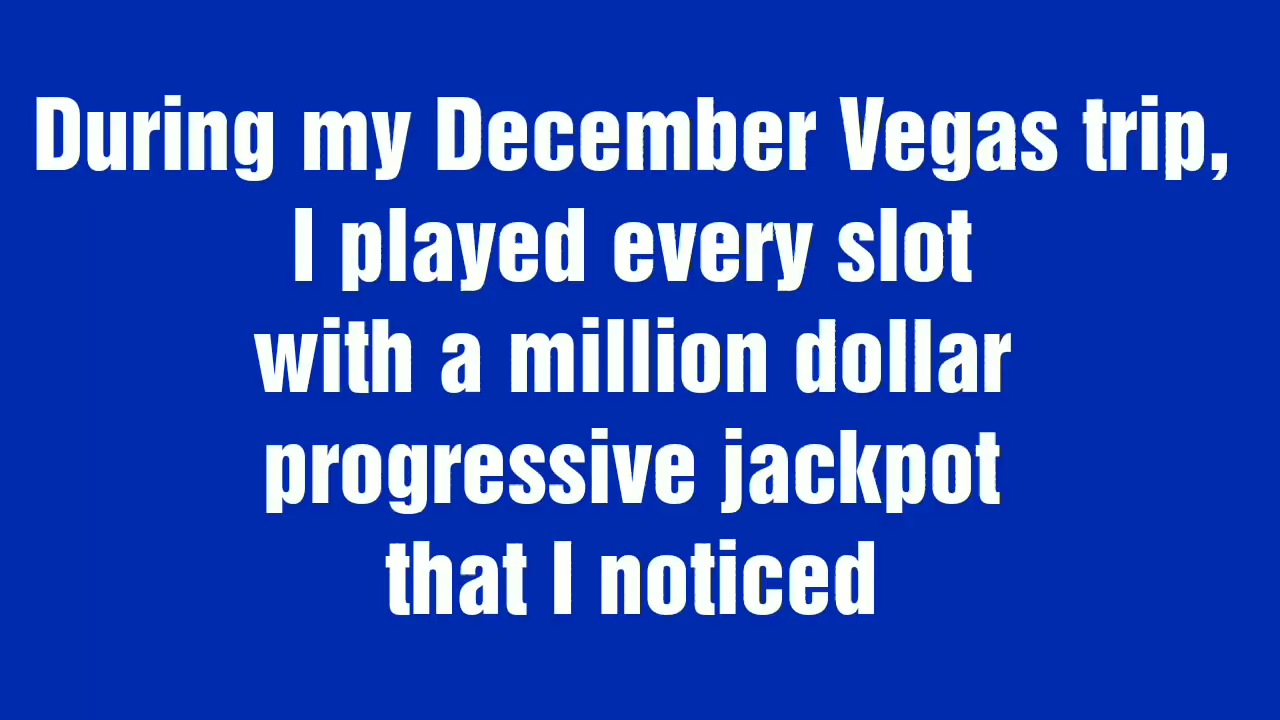 During my December Vegas trip,
I played every slot
with a million dollar
progressive jackpot
that I noticed